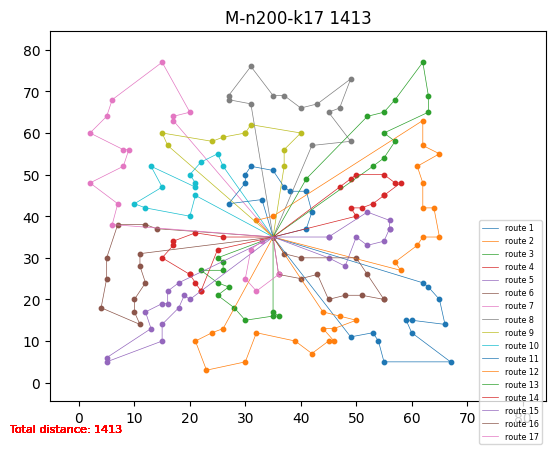 M-n200-k17 1413
80
70
60
50
40
30
20
10
0
0 10 20 30 40 50 60 70 80
route 1
route 2
route 3
route 4
route 5
route 6
route 7
route 8
route 9
route 10
route 11
route 12
route 13
route 14
route 15
route 16
route 17
Total distance: 1413